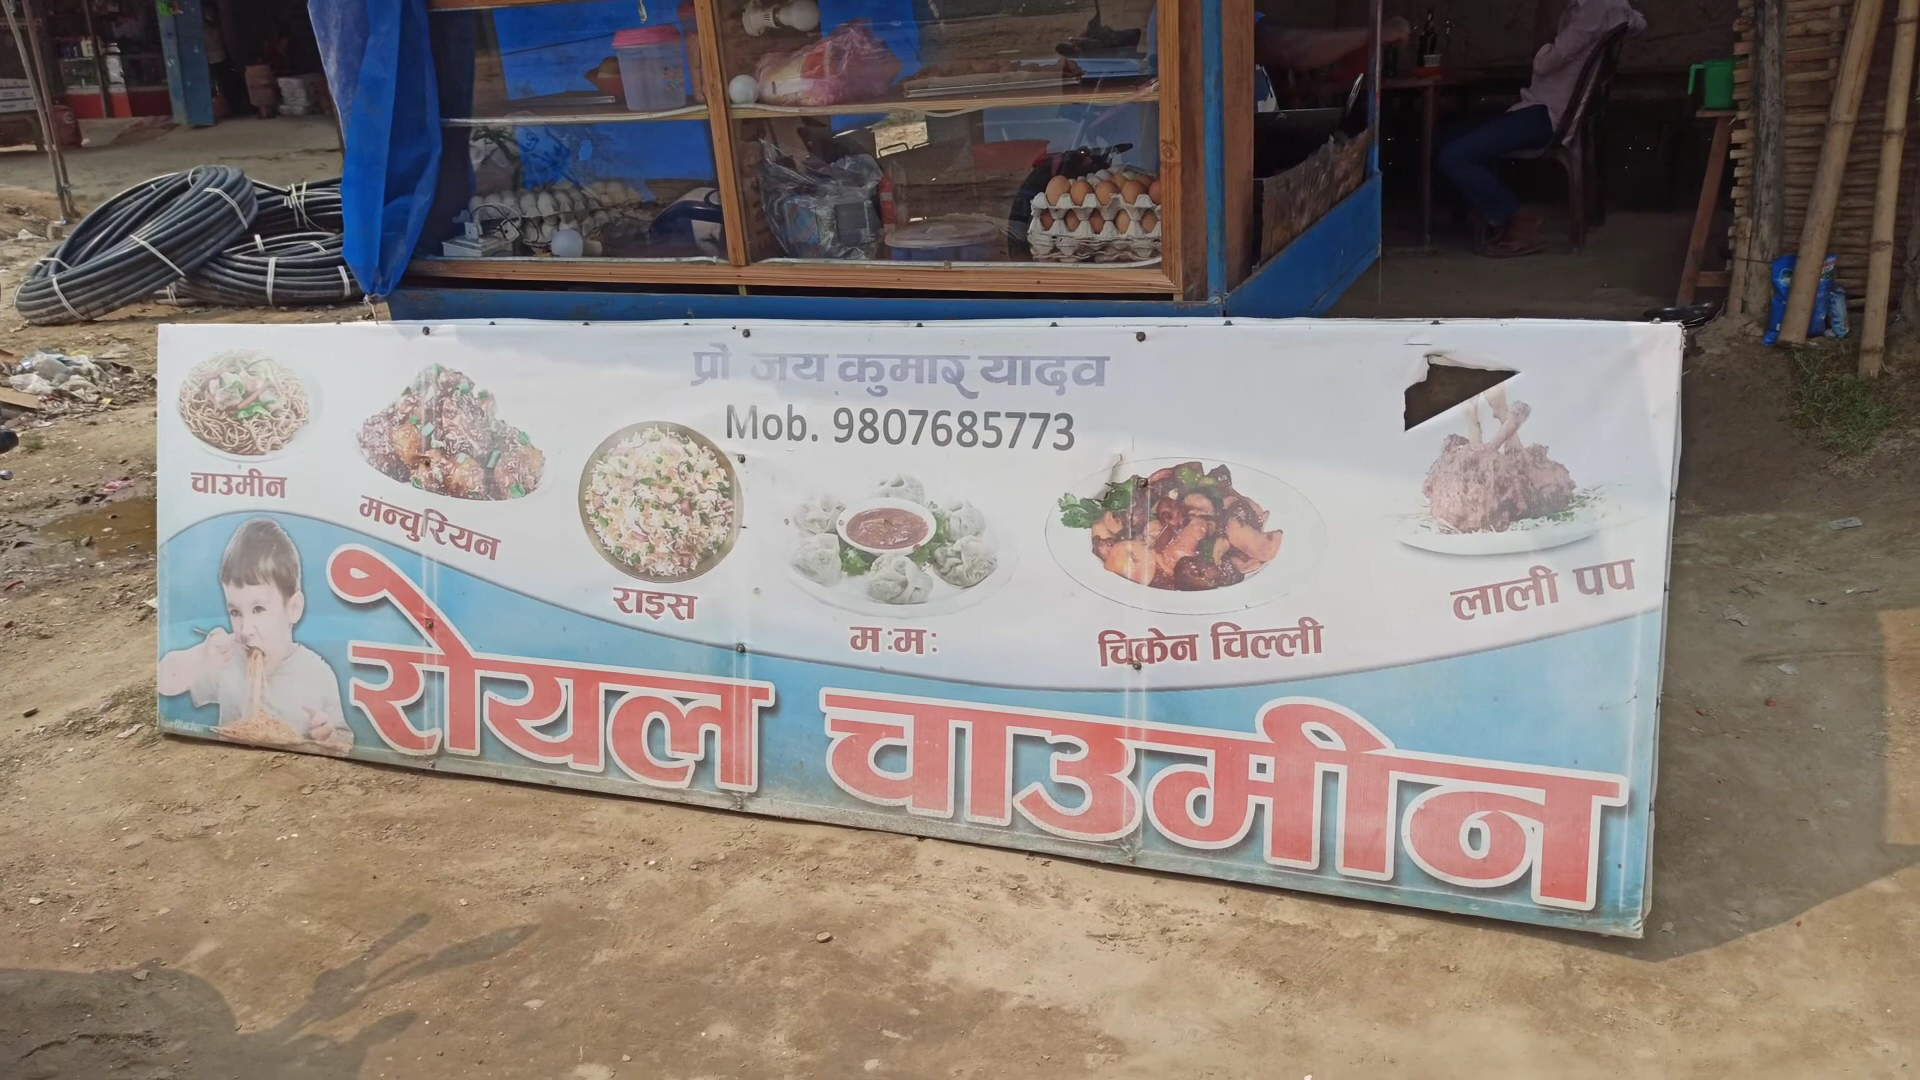 प्रो जय कुमार यादव
Mob. 9807685773
चाउमीन
मन्चुरियन
राइस
म:म:
चिकेन चिल्ली
लाली पप
रोयल चाउमीन